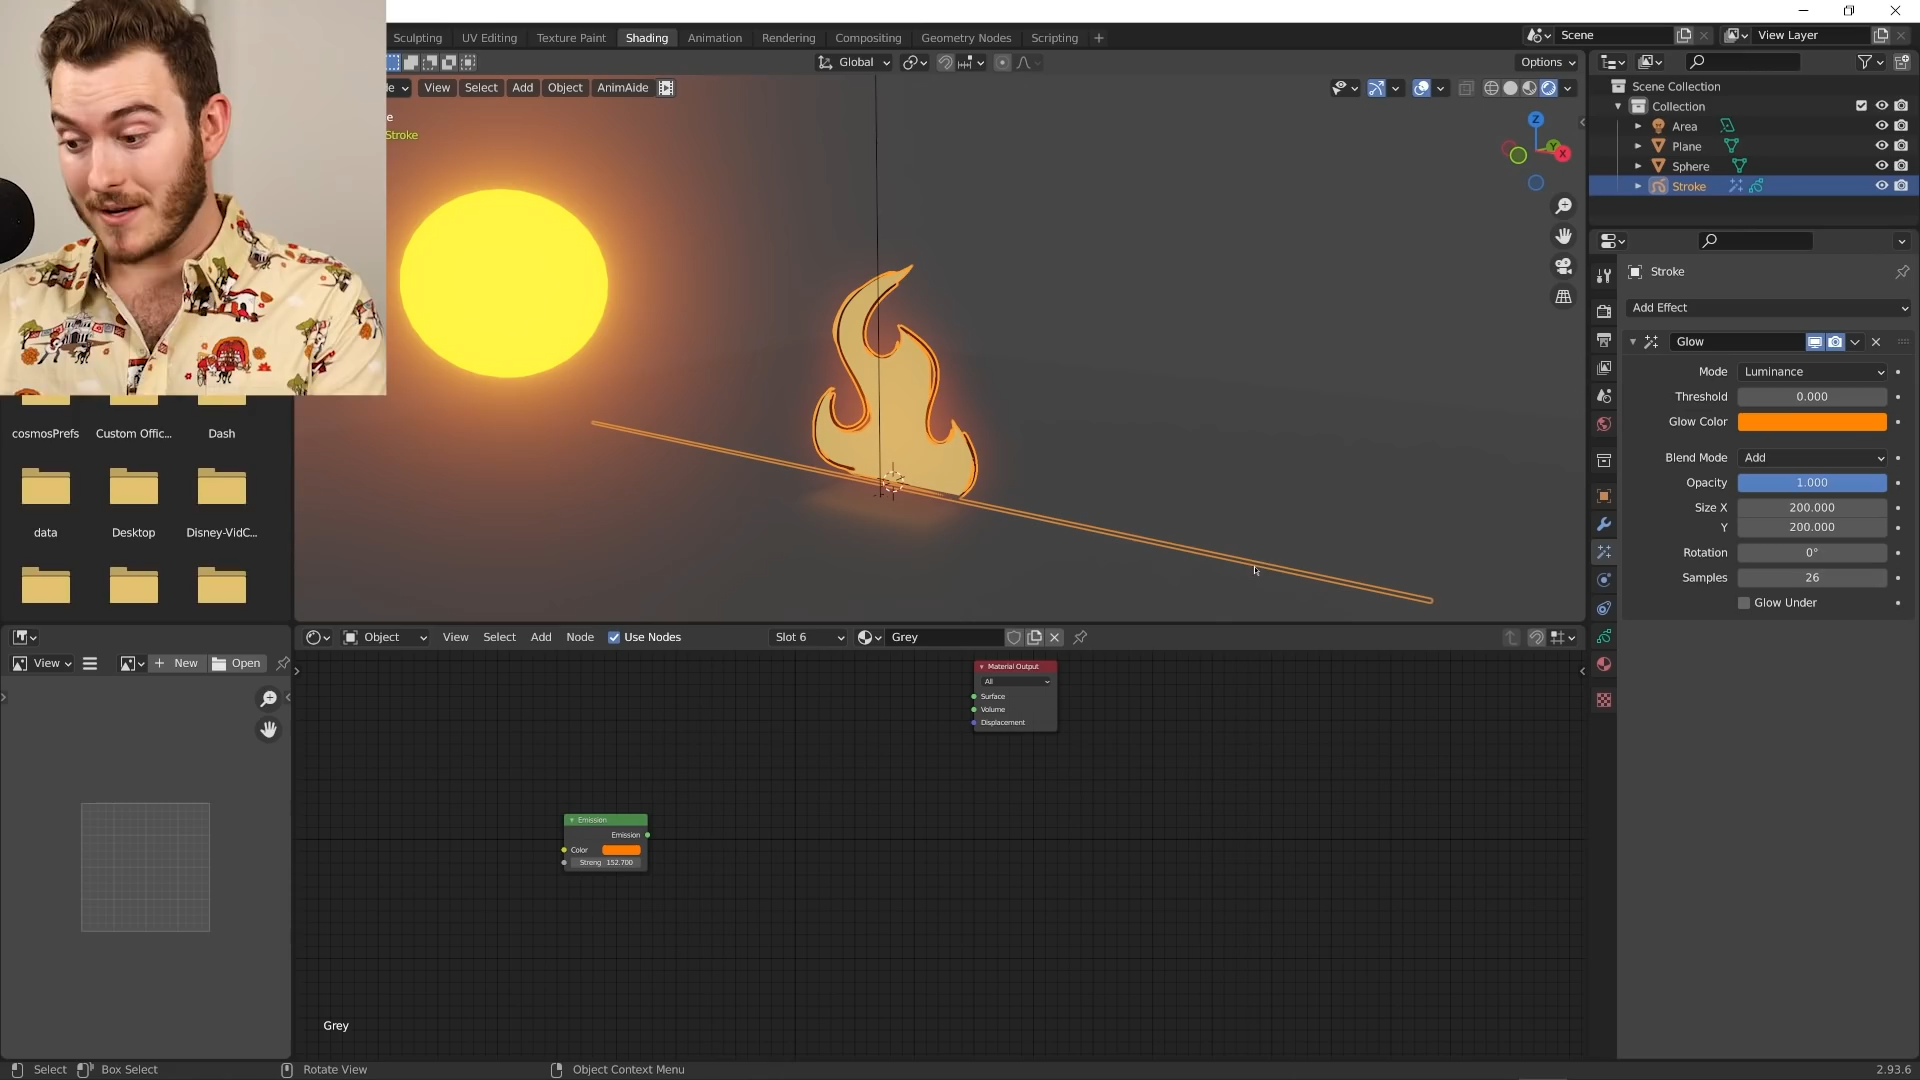 Sculpting UV Editing Texture Paint Shading Animation Rendering Compositing Geometry Nodes Scripting +
Scene View Layer
Global Options
View Select Add Object AnimAide
Stroke
Z
Y
X
Scene Collection
Collection
Area
Plane
Sphere
Stroke
Stroke
Add Effect
Glow
Mode Luminance
Threshold 0.000
Glow Color
Blend Mode Add
Opacity 1.000
Size X 200.000
Y 200.000
Rotation 0°
Samples 26
Glow Under
cosmosPrefs Custom Offic... Dash
data Desktop Disney-VidC...
Object View Select Add Node Use Nodes Slot 6 Grey
View New Open
Material Output
All
Surface
Volume
Displacement
Emission
Emission
Color
Streng 152.700
Grey
Select Box Select Rotate View Object Context Menu 2.93.6